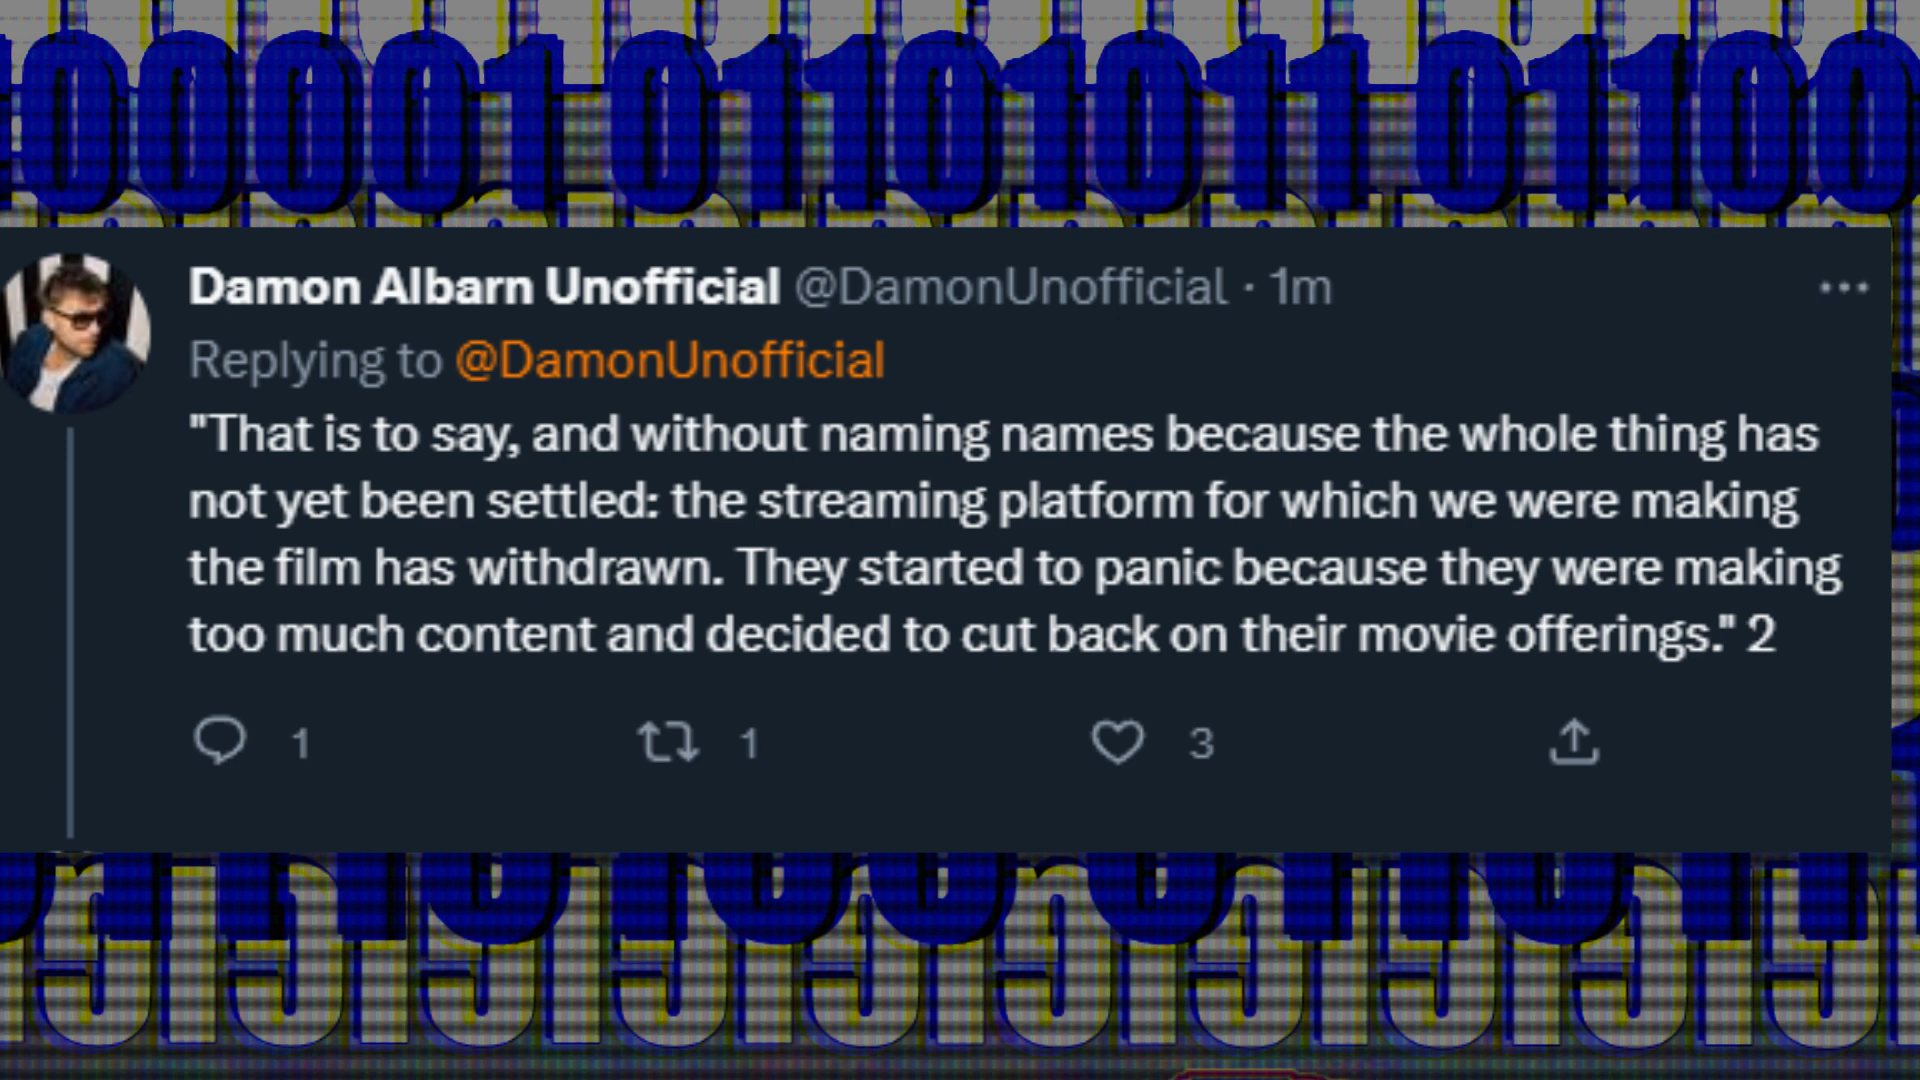 00001 01101011 01100
Damon Albarn Unofficial @DamonUnofficial · 1m
Replying to @DamonUnofficial
"That is to say, and without naming names because the whole thing has
not yet been settled: the streaming platform for which we were making
the film has withdrawn. They started to panic because they were making
too much content and decided to cut back on their movie offerings." 2
1 1 3